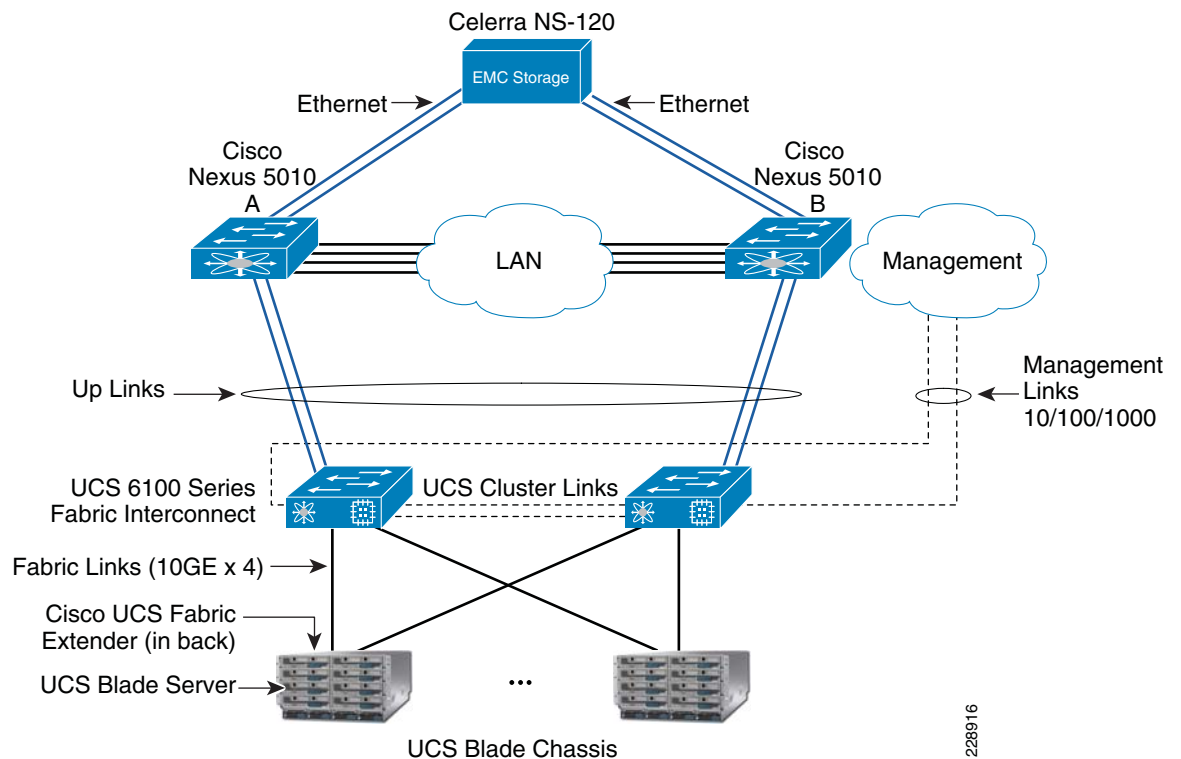 Celerra NS-120
EMC Storage
Ethernet
Ethernet
Cisco
Nexus 5010
A
Cisco
Nexus 5010
B
LAN
Management
Up Links
Management
Links
10/100/1000
UCS 6100 Series
Fabric Interconnect
UCS Cluster Links
Fabric Links (10GE x 4)
Cisco UCS Fabric
Extender (in back)
UCS Blade Server
...
UCS Blade Chassis
228916